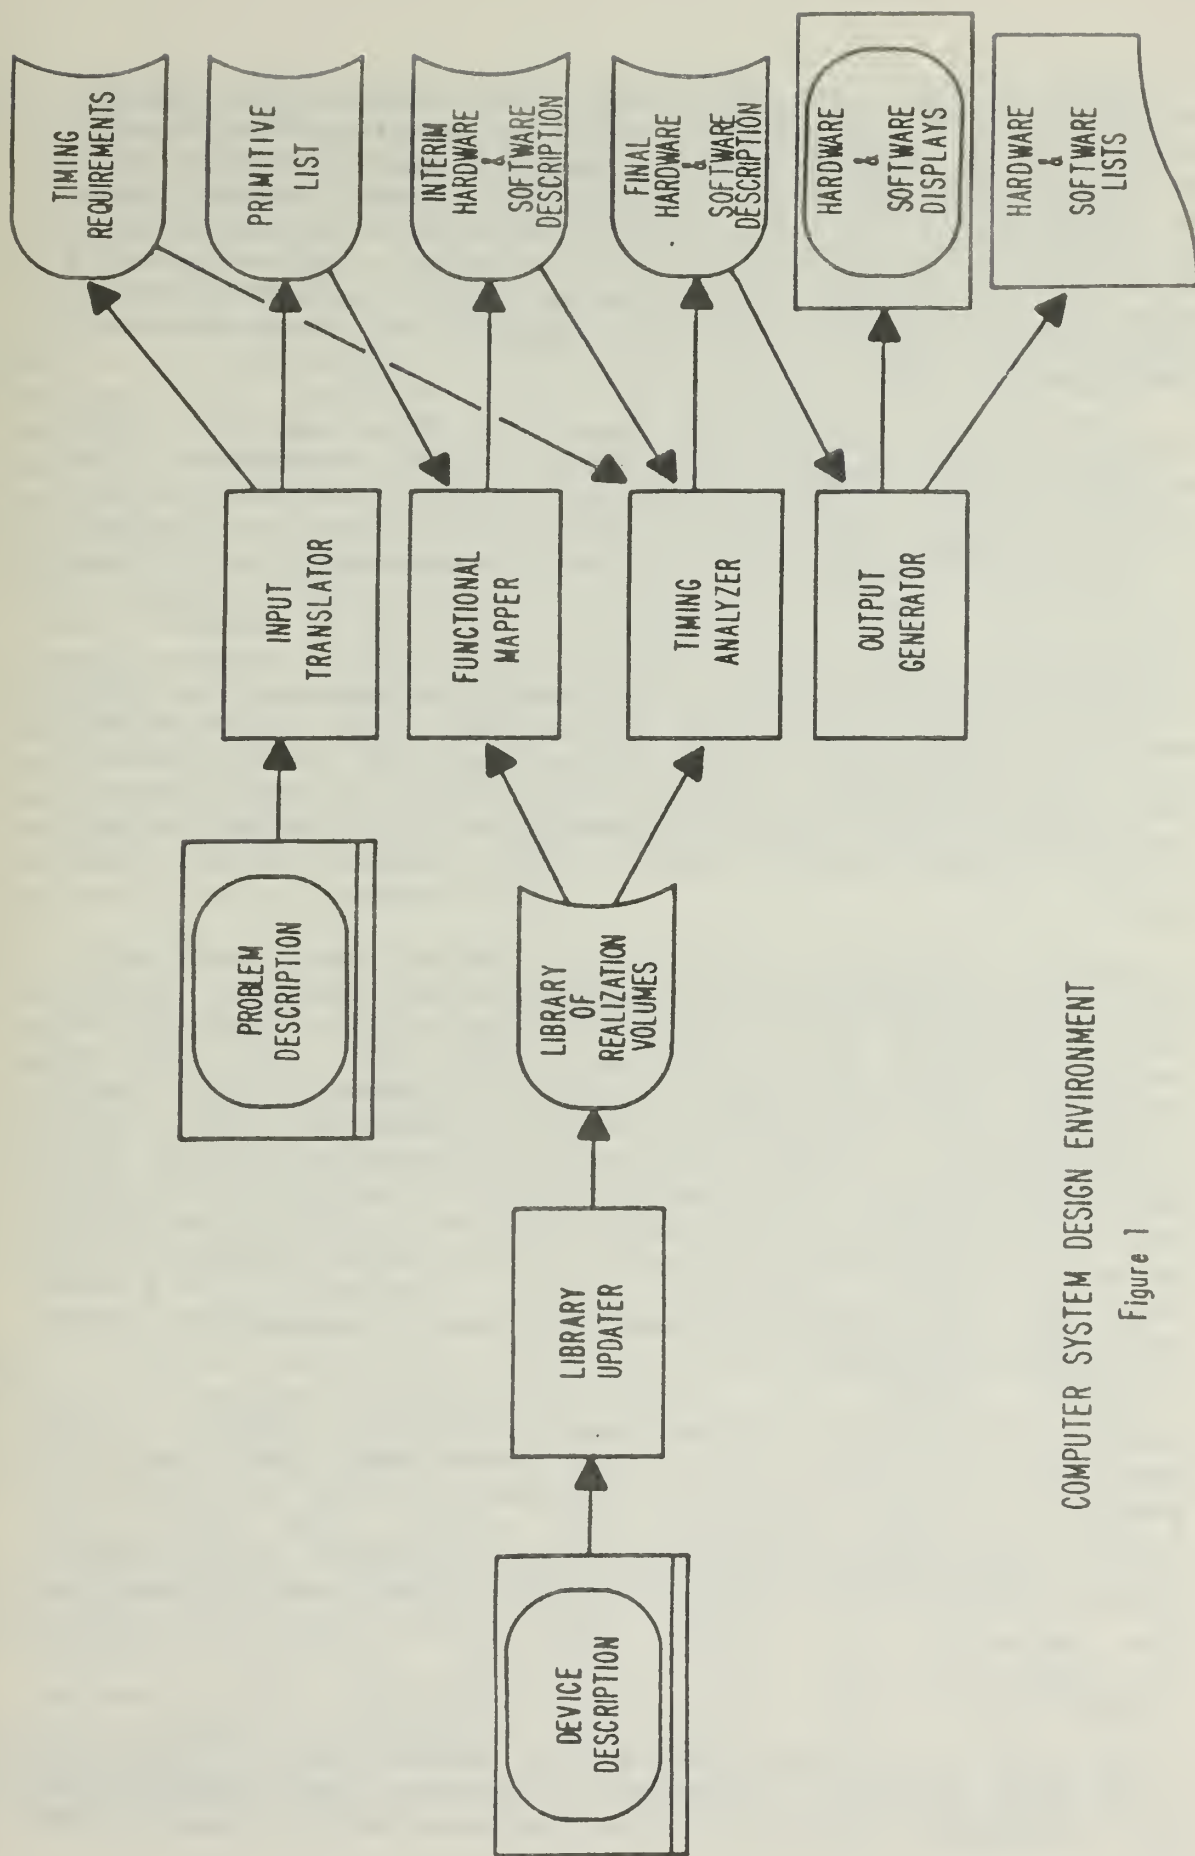 DEVICE
DESCRIPTION
LIBRARY
UPDATER
LIBRARY
OF
REALIZATION
VOLUMES
PROBLEM
DESCRIPTION
INPUT
TRANSLATOR
FUNCTIONAL
MAPPER
TIMING
ANALYZER
OUTPUT
GENERATOR
TIMING
REQUIREMENTS
PRIMITIVE
LIST
INTERIM
HARDWARE
&
SOFTWARE
DESCRIPTION
FINAL
HARDWARE
&
SOFTWARE
DESCRIPTION
HARDWARE
&
SOFTWARE
DISPLAYS
HARDWARE
&
SOFTWARE
LISTS
COMPUTER SYSTEM DESIGN ENVIRONMENT
Figure 1